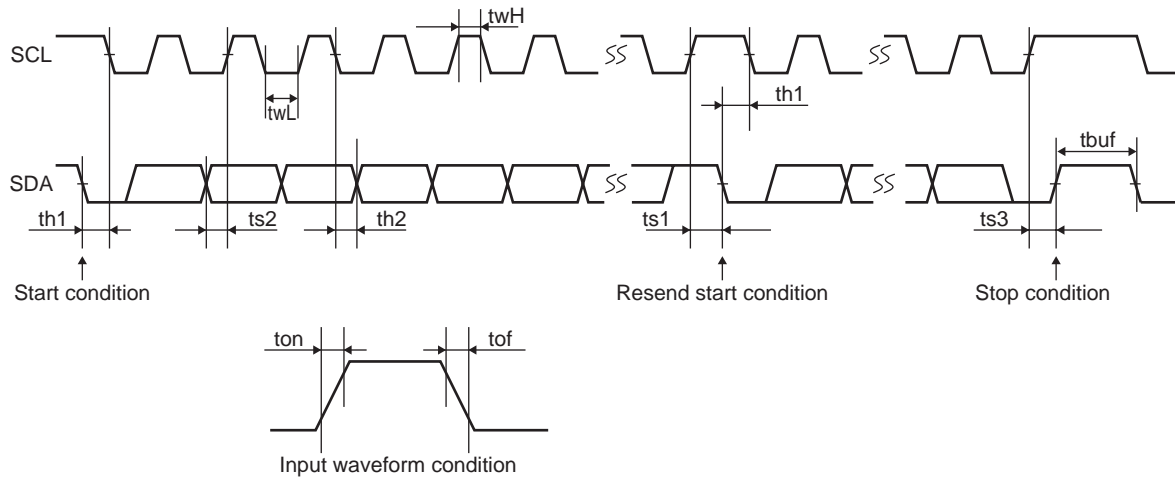 twH
SCL
twL
th1
tbuf
SDA
th1
ts2
th2
ts1
ts3
Start condition
Resend start condition
Stop condition
ton
tof
Input waveform condition